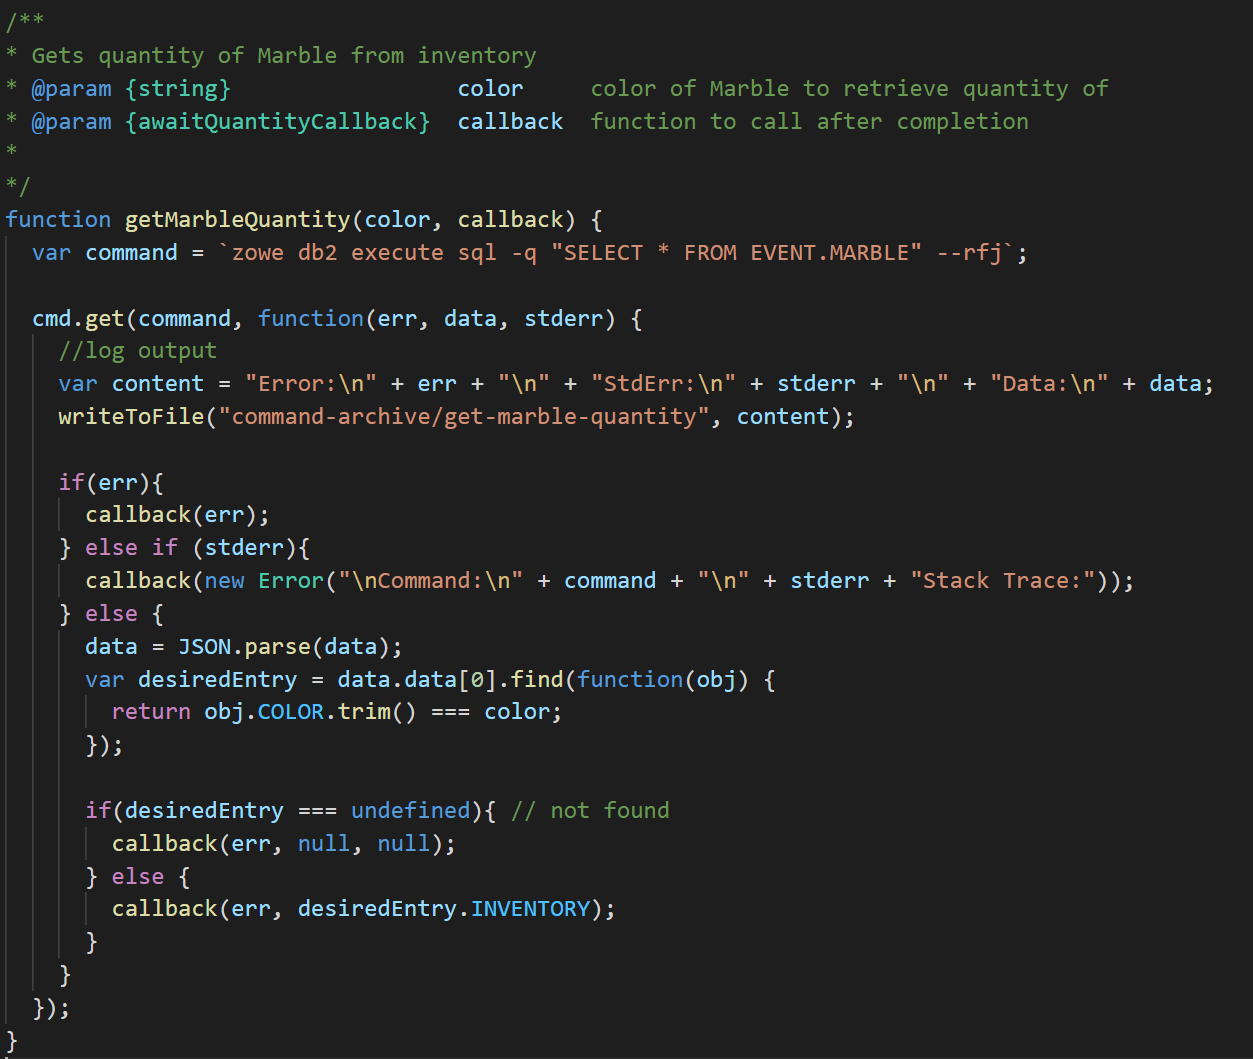 /**
* Gets quantity of Marble from inventory
* @param {string}                 color     color of Marble to retrieve quantity of
* @param {awaitQuantityCallback}  callback  function to call after completion
*
*/
function getMarbleQuantity(color, callback) {
  var command = `zowe db2 execute sql -q "SELECT * FROM EVENT.MARBLE" --rfj`;

  cmd.get(command, function(err, data, stderr) {
    //log output
    var content = "Error:\n" + err + "\n" + "StdErr:\n" + stderr + "\n" + "Data:\n" + data;
    writeToFile("command-archive/get-marble-quantity", content);

    if(err){
      callback(err);
    } else if (stderr){
      callback(new Error("\nCommand:\n" + command + "\n" + stderr + "Stack Trace:"));
    } else {
      data = JSON.parse(data);
      var desiredEntry = data.data[0].find(function(obj) {
        return obj.COLOR.trim() === color;
      });

      if(desiredEntry === undefined){ // not found
        callback(err, null, null);
      } else {
        callback(err, desiredEntry.INVENTORY);
      }
    }
  });
}